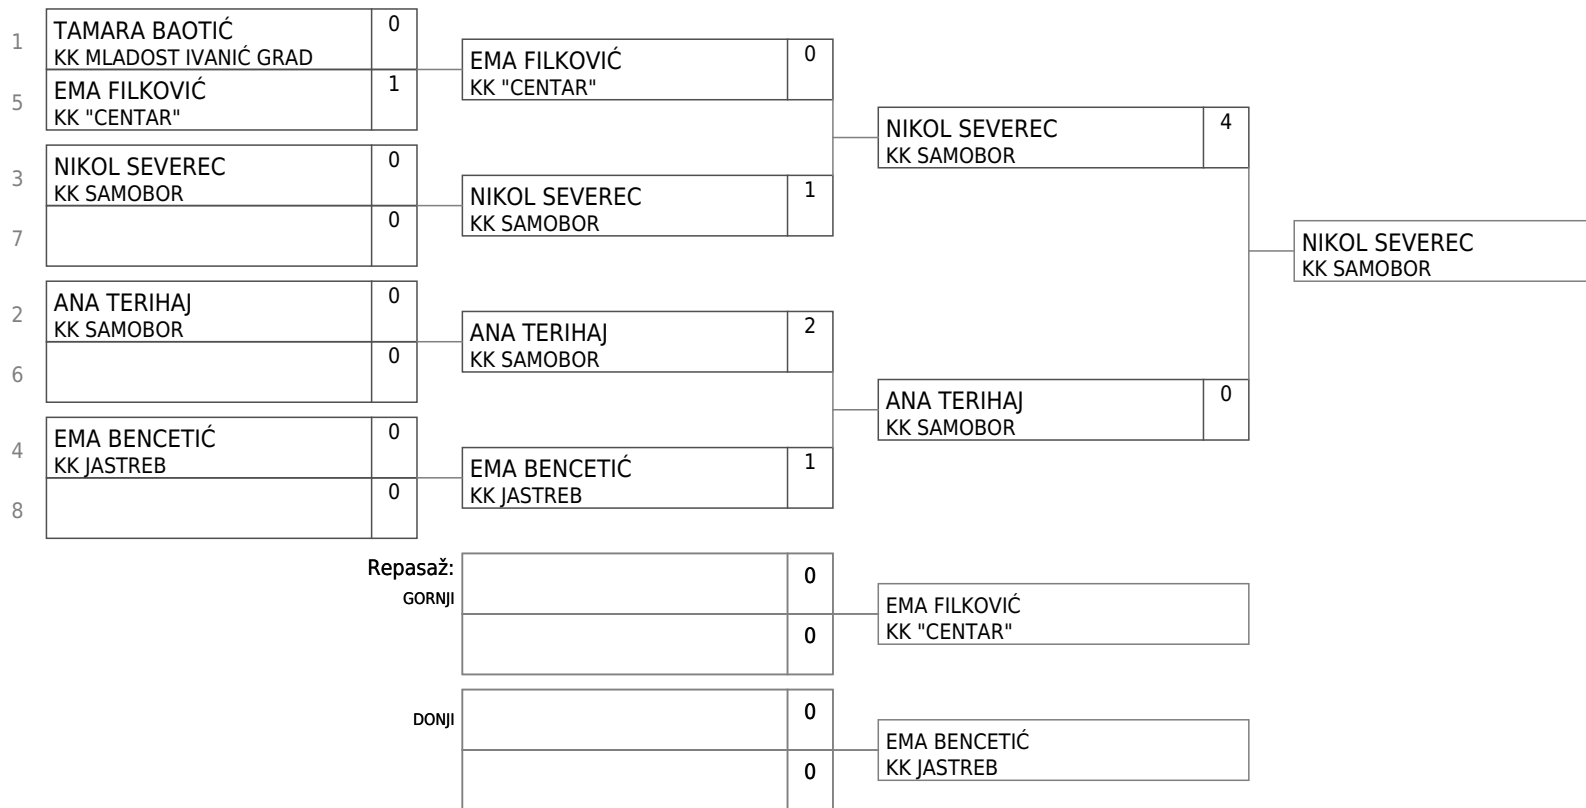 1
TAMARA BAOTIĆ
KK MLADOST IVANIĆ GRAD
0
5
EMA FILKOVIĆ
KK "CENTAR"
1
3
NIKOL SEVEREC
KK SAMOBOR
0
7
0
2
ANA TERIHAJ
KK SAMOBOR
0
6
0
4
EMA BENCETIĆ
KK JASTREB
0
8
0
EMA FILKOVIĆ
KK "CENTAR"
0
NIKOL SEVEREC
KK SAMOBOR
1
ANA TERIHAJ
KK SAMOBOR
2
EMA BENCETIĆ
KK JASTREB
1
NIKOL SEVEREC
KK SAMOBOR
4
ANA TERIHAJ
KK SAMOBOR
0
NIKOL SEVEREC
KK SAMOBOR
Repasaž:
GORNJI
0
0
EMA FILKOVIĆ
KK "CENTAR"
DONJI
0
0
EMA BENCETIĆ
KK JASTREB